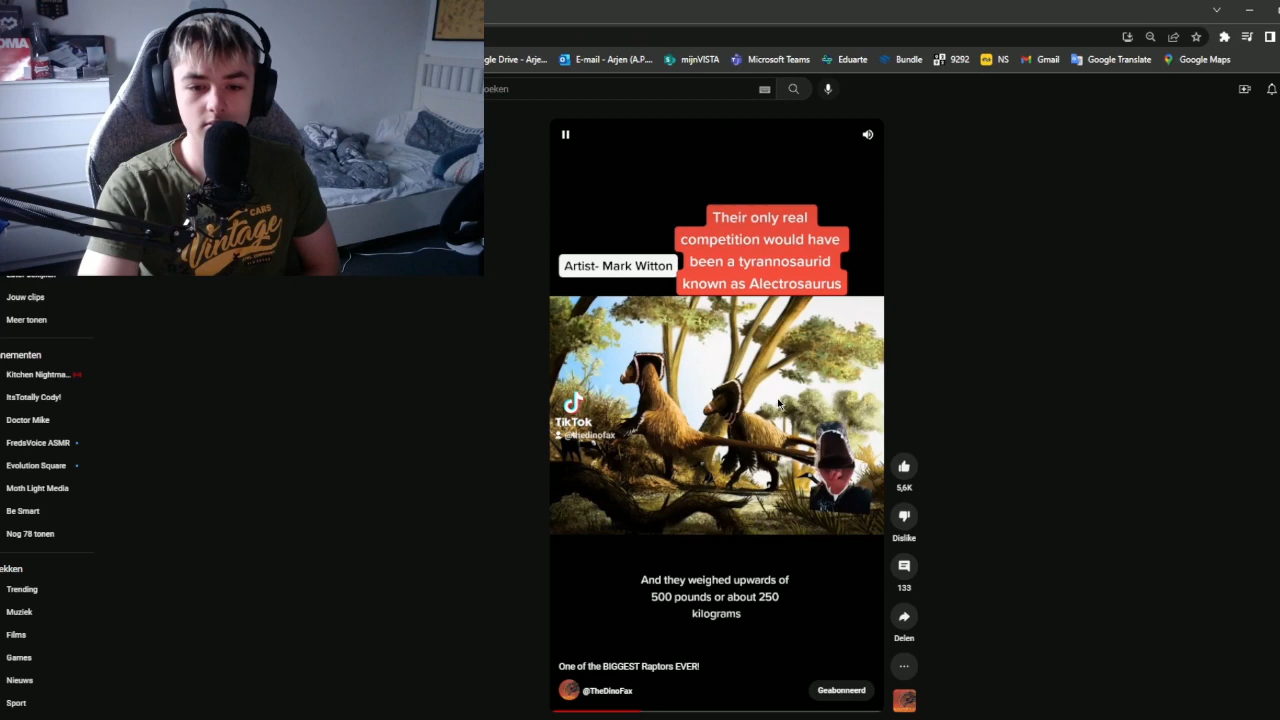 OMA
CARS
Vintage
gle Drive - Arje...
E-mail - Arjen (A.P....
mijnVISTA
Microsoft Teams
Eduarte
Bundle
9292
NS
Gmail
Google Translate
Google Maps
oeken
Their only real
competition would have
been a tyrannosaurid
known as Alectrosaurus
Artist- Mark Witton
TikTok
@thedinofax
And they weighed upwards of
500 pounds or about 250
kilograms
One of the BIGGEST Raptors EVER!
@TheDinoFax
Geabonneerd
5,6K
Dislike
133
Delen
Jouw clips
Meer tonen
nnementen
Kitchen Nightma...
ItsTotally Cody!
Doctor Mike
FredsVoice ASMR
Evolution Square
Moth Light Media
Be Smart
Nog 78 tonen
ekken
Trending
Muziek
Films
Games
Nieuws
Sport